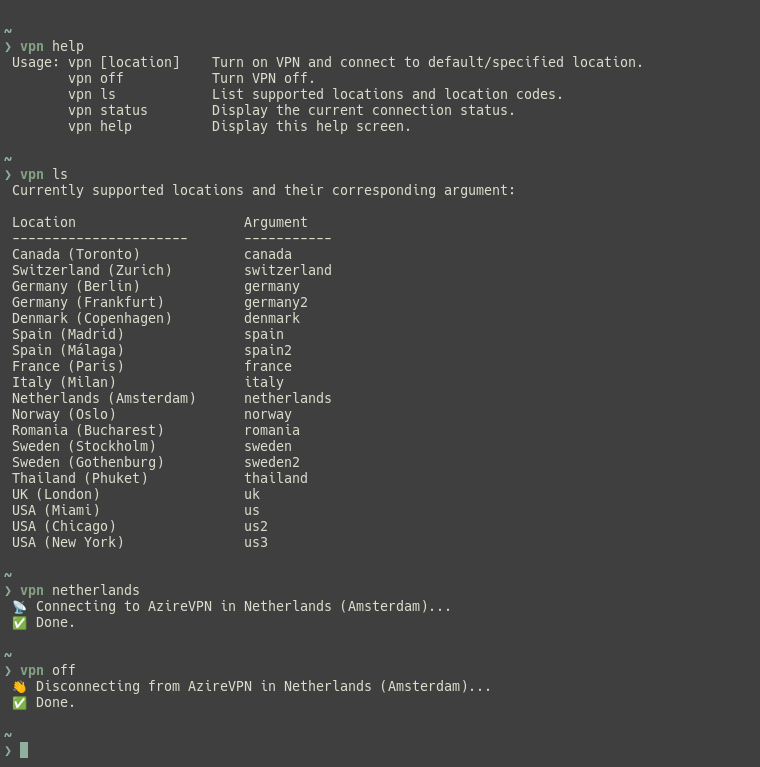 ~
❯ vpn help
Usage: vpn [location]    Turn on VPN and connect to default/specified location.
       vpn off           Turn VPN off.
       vpn ls            List supported locations and location codes.
       vpn status        Display the current connection status.
       vpn help          Display this help screen.
~
❯ vpn ls
Currently supported locations and their corresponding argument:
Location                     Argument
----------------------       -----------
Canada (Toronto)             canada
Switzerland (Zurich)         switzerland
Germany (Berlin)             germany
Germany (Frankfurt)          germany2
Denmark (Copenhagen)         denmark
Spain (Madrid)               spain
Spain (Málaga)               spain2
France (Paris)               france
Italy (Milan)                italy
Netherlands (Amsterdam)      netherlands
Norway (Oslo)                norway
Romania (Bucharest)          romania
Sweden (Stockholm)           sweden
Sweden (Gothenburg)          sweden2
Thailand (Phuket)            thailand
UK (London)                  uk
USA (Miami)                  us
USA (Chicago)                us2
USA (New York)               us3
~
❯ vpn netherlands
📡 Connecting to AzireVPN in Netherlands (Amsterdam)...
✅ Done.
~
❯ vpn off
👋 Disconnecting from AzireVPN in Netherlands (Amsterdam)...
✅ Done.
~
❯